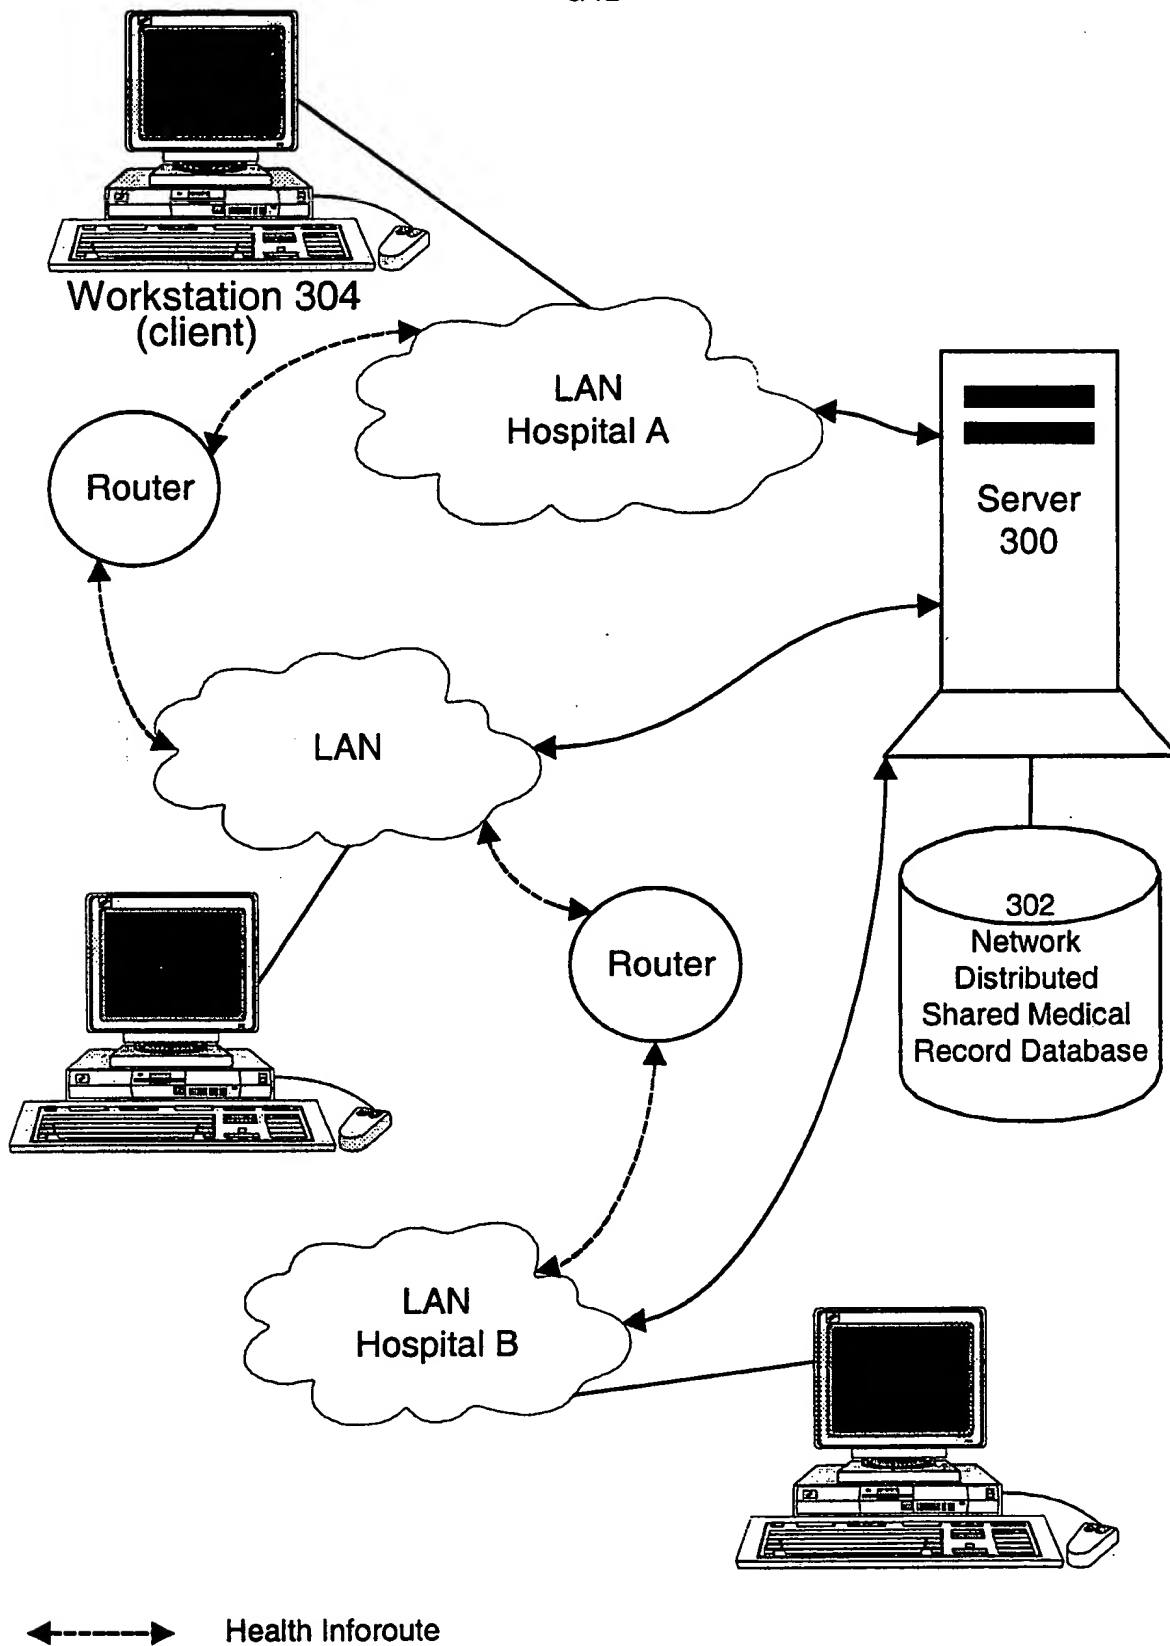 Workstation 304
(client)
LAN
Hospital A
Router
Server
300
LAN
302
Network
Distributed
Shared Medical
Record Database
Router
LAN
Hospital B
Health Inforoute